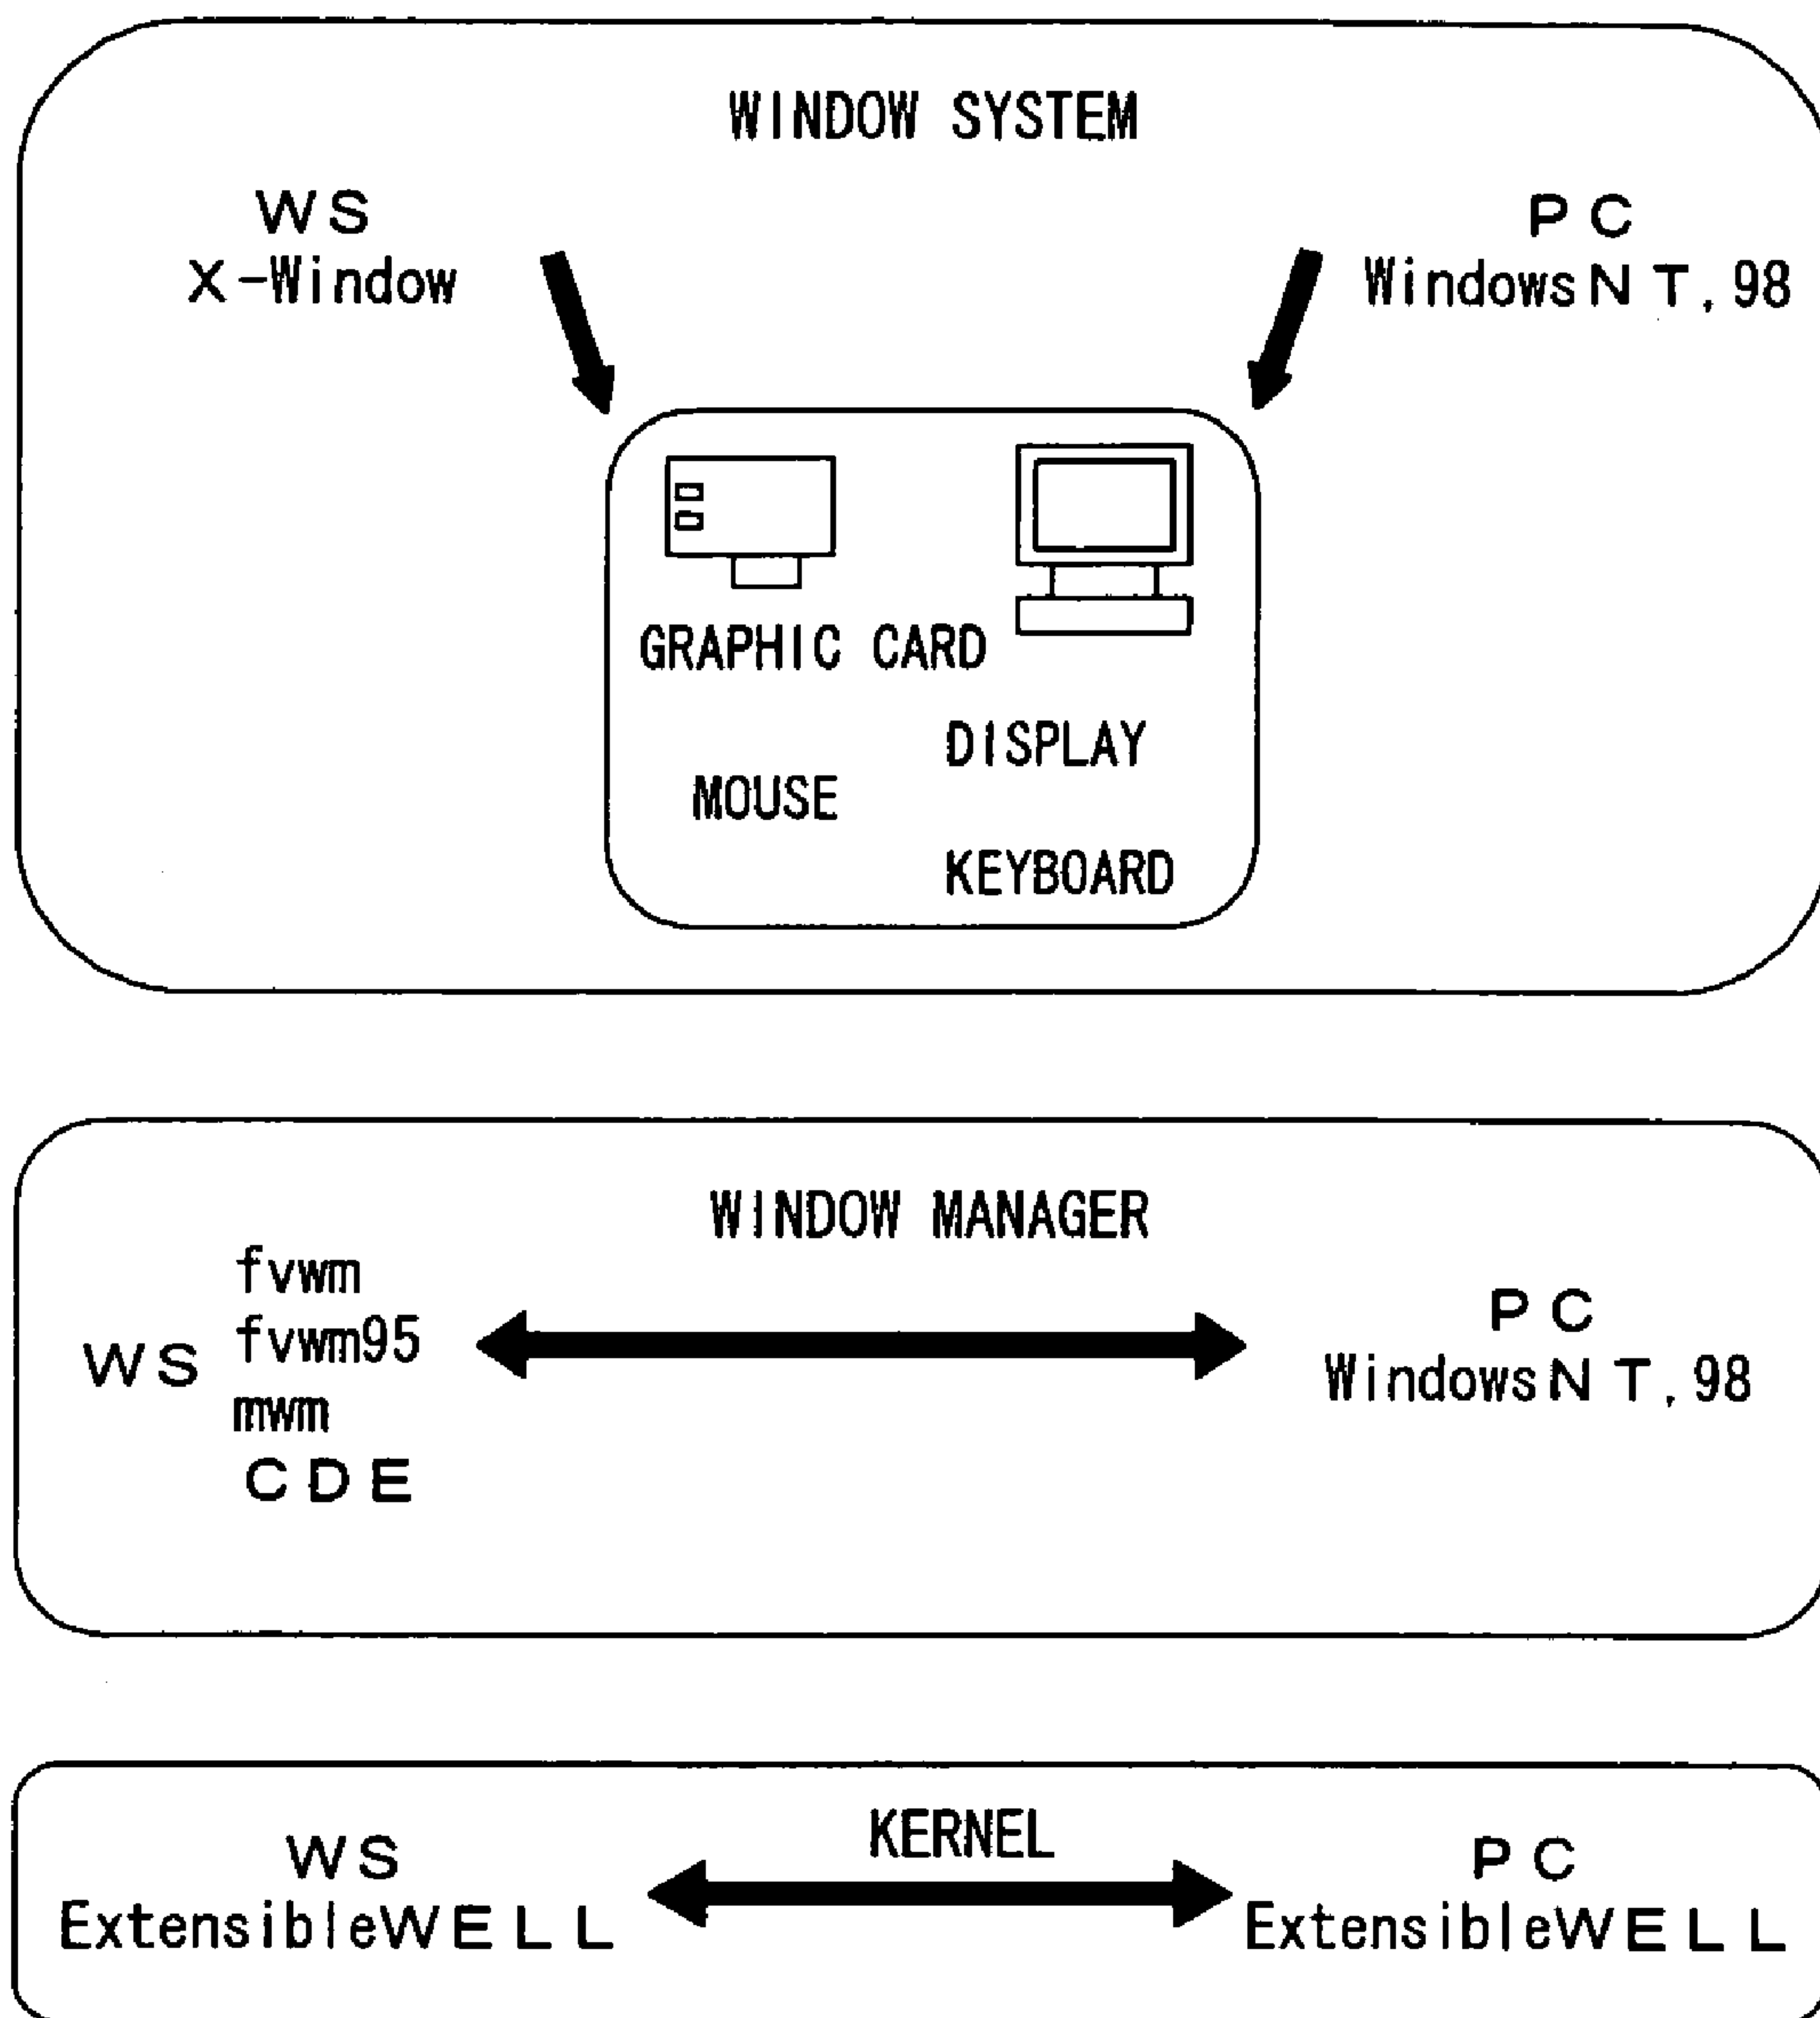 WINDOW SYSTEM
WS
X-Window
PC
WindowsNT, 98
GRAPHIC CARD
DISPLAY
MOUSE
KEYBOARD
WINDOW MANAGER
WS
fvwm
fvwm95
mwm
CDE
PC
WindowsNT, 98
KERNEL
WS
ExtensibleWELL
PC
ExtensibleWELL